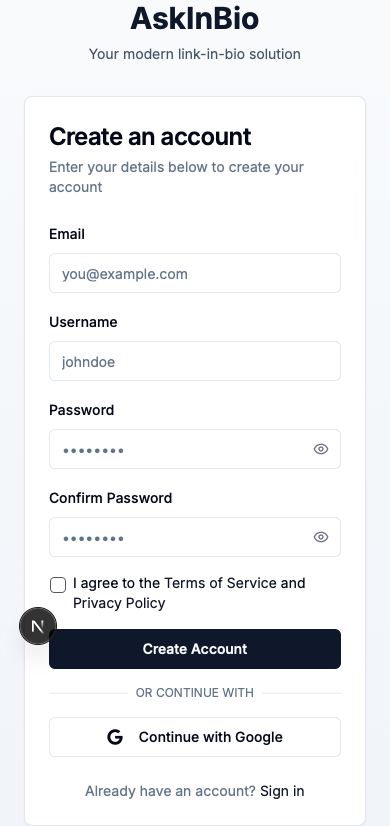 AskInBio
Your modern link-in-bio solution
Create an account
Enter your details below to create your
account
Email
you@example.com
Username
johndoe
Password
••••••••
Confirm Password
••••••••
I agree to the Terms of Service and
Privacy Policy
N
Create Account
OR CONTINUE WITH
G Continue with Google
Already have an account? Sign in